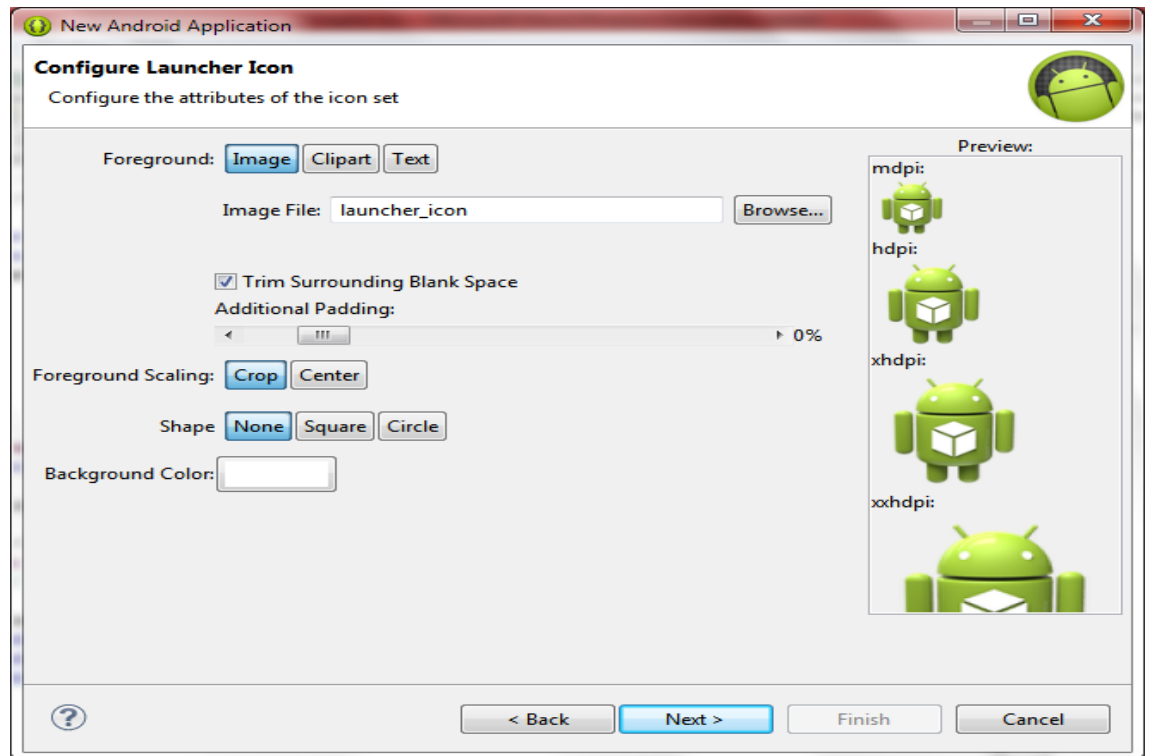 New Android Application
Configure Launcher Icon
Configure the attributes of the icon set
Foreground: Image Clipart Text
Image File: launcher_icon Browse...
Trim Surrounding Blank Space
Additional Padding:
0%
Foreground Scaling: Crop Center
Shape None Square Circle
Background Color:
Preview:
mdpi:
hdpi:
xhdpi:
xxhdpi:
? < Back Next > Finish Cancel